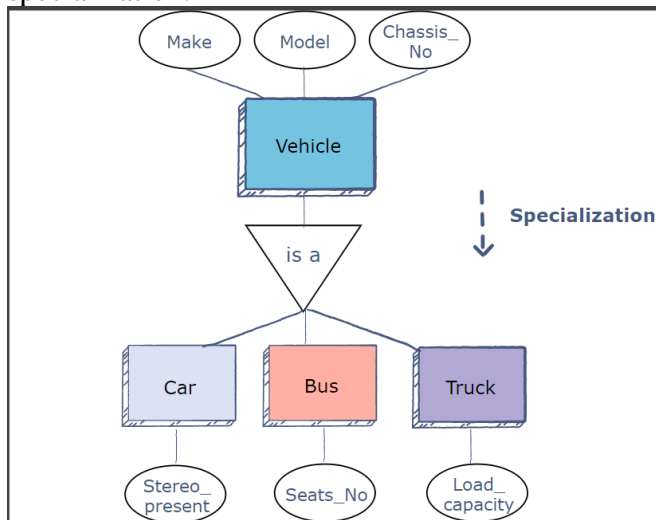 Make
Model
Chassis_
No
Vehicle
Specialization
is a
Car
Bus
Truck
Stereo_
present
Seats_No
Load_
capacity